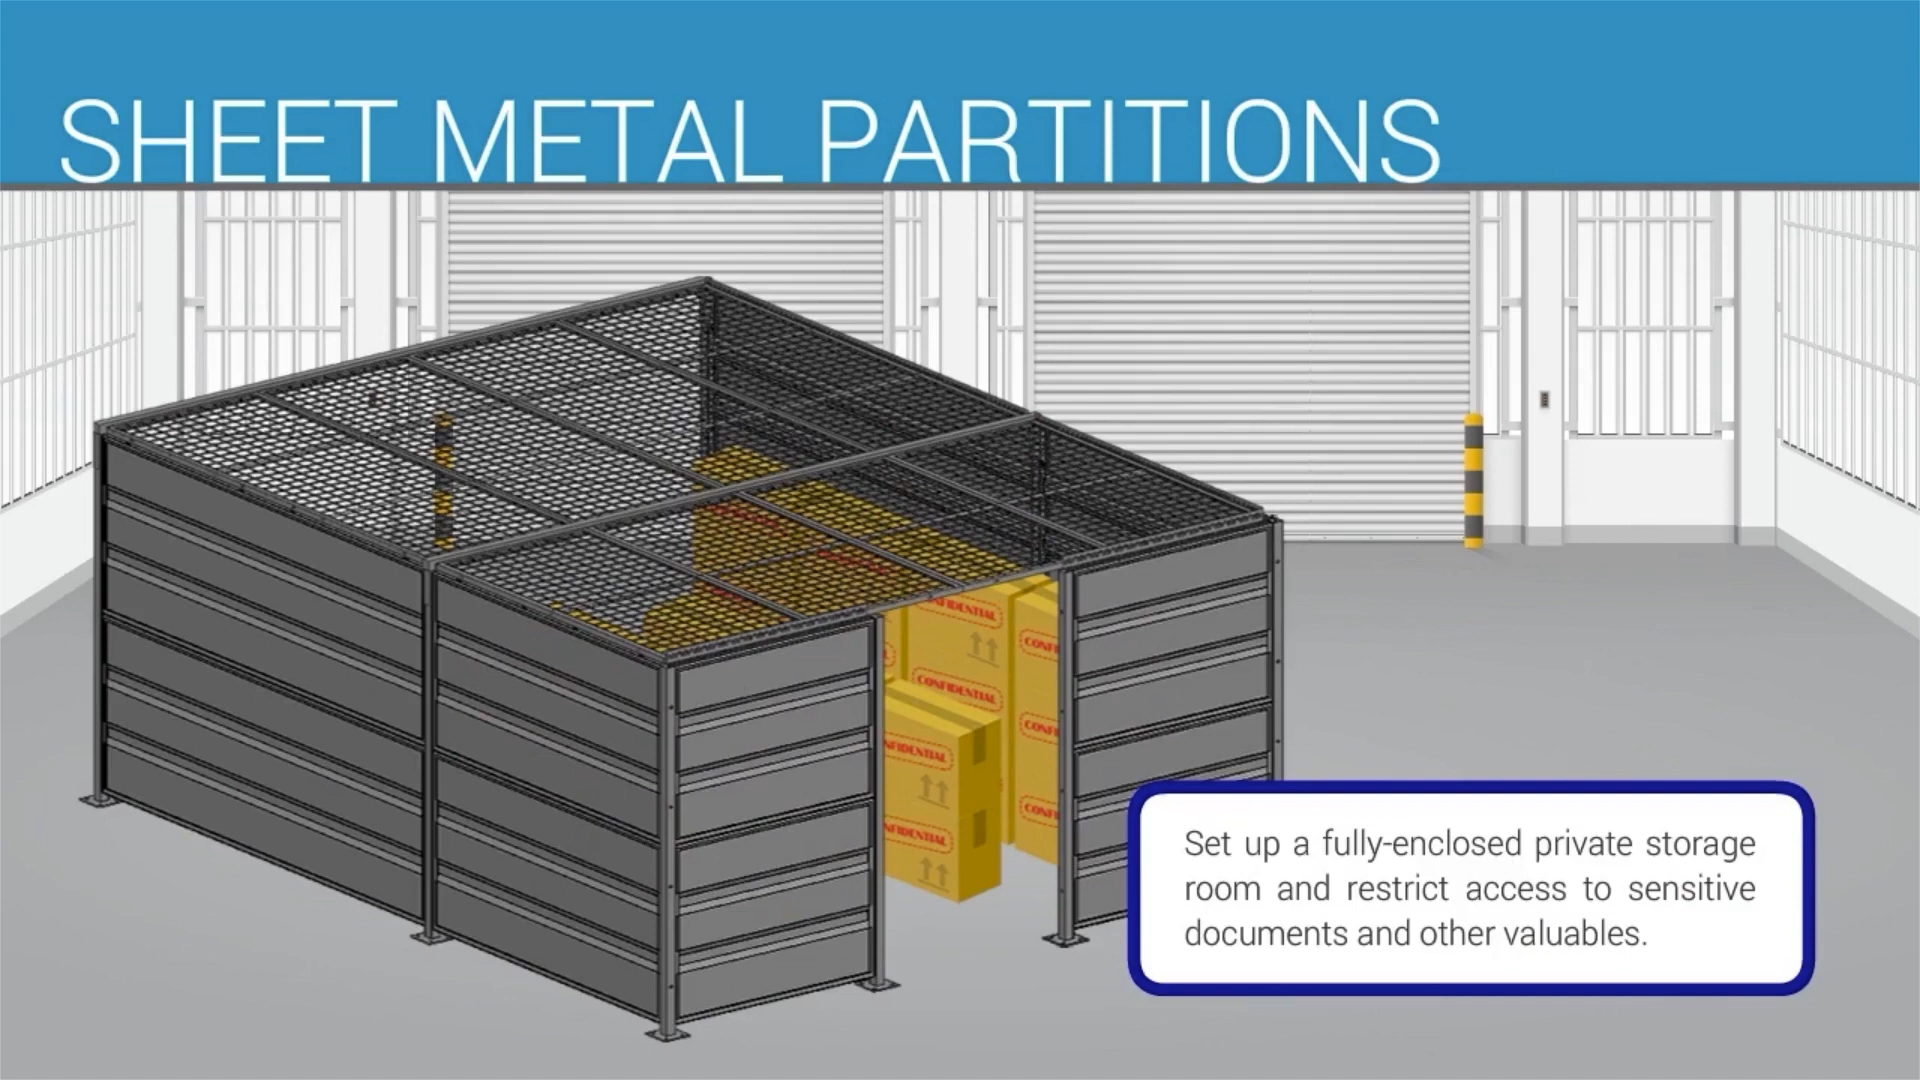 SHEET METAL PARTITIONS
CONFIDENTIAL
CONFIDENTIAL
Set up a fully-enclosed private storage
room and restrict access to sensitive
documents and other valuables.